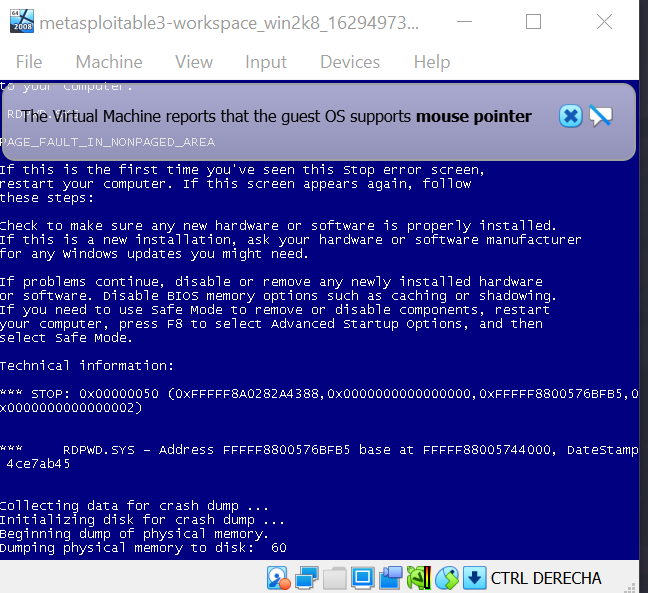 metasploitable3-workspace_win2k8_16294973...
File Machine View Input Devices Help
to your computer.
The Virtual Machine reports that the guest OS supports mouse pointer
RDPWD.SYS
PAGE_FAULT_IN_NONPAGED_AREA
If this is the first time you've seen this Stop error screen,
restart your computer. If this screen appears again, follow
these steps:
Check to make sure any new hardware or software is properly installed.
If this is a new installation, ask your hardware or software manufacturer
for any Windows updates you might need.
If problems continue, disable or remove any newly installed hardware
or software. Disable BIOS memory options such as caching or shadowing.
If you need to use Safe Mode to remove or disable components, restart
your computer, press F8 to select Advanced Startup Options, and then
select Safe Mode.
Technical information:
*** STOP: 0x00000050 (0xFFFFF8A0282A4388,0x0000000000000000,0xFFFFF8800576BFB5,0
x0000000000000002)
*** RDPWD.SYS - Address FFFFF8800576BFB5 base at FFFFF88005744000, DateStamp
4ce7ab45
Collecting data for crash dump ...
Initializing disk for crash dump ...
Beginning dump of physical memory.
Dumping physical memory to disk: 60
CTRL DERECHA